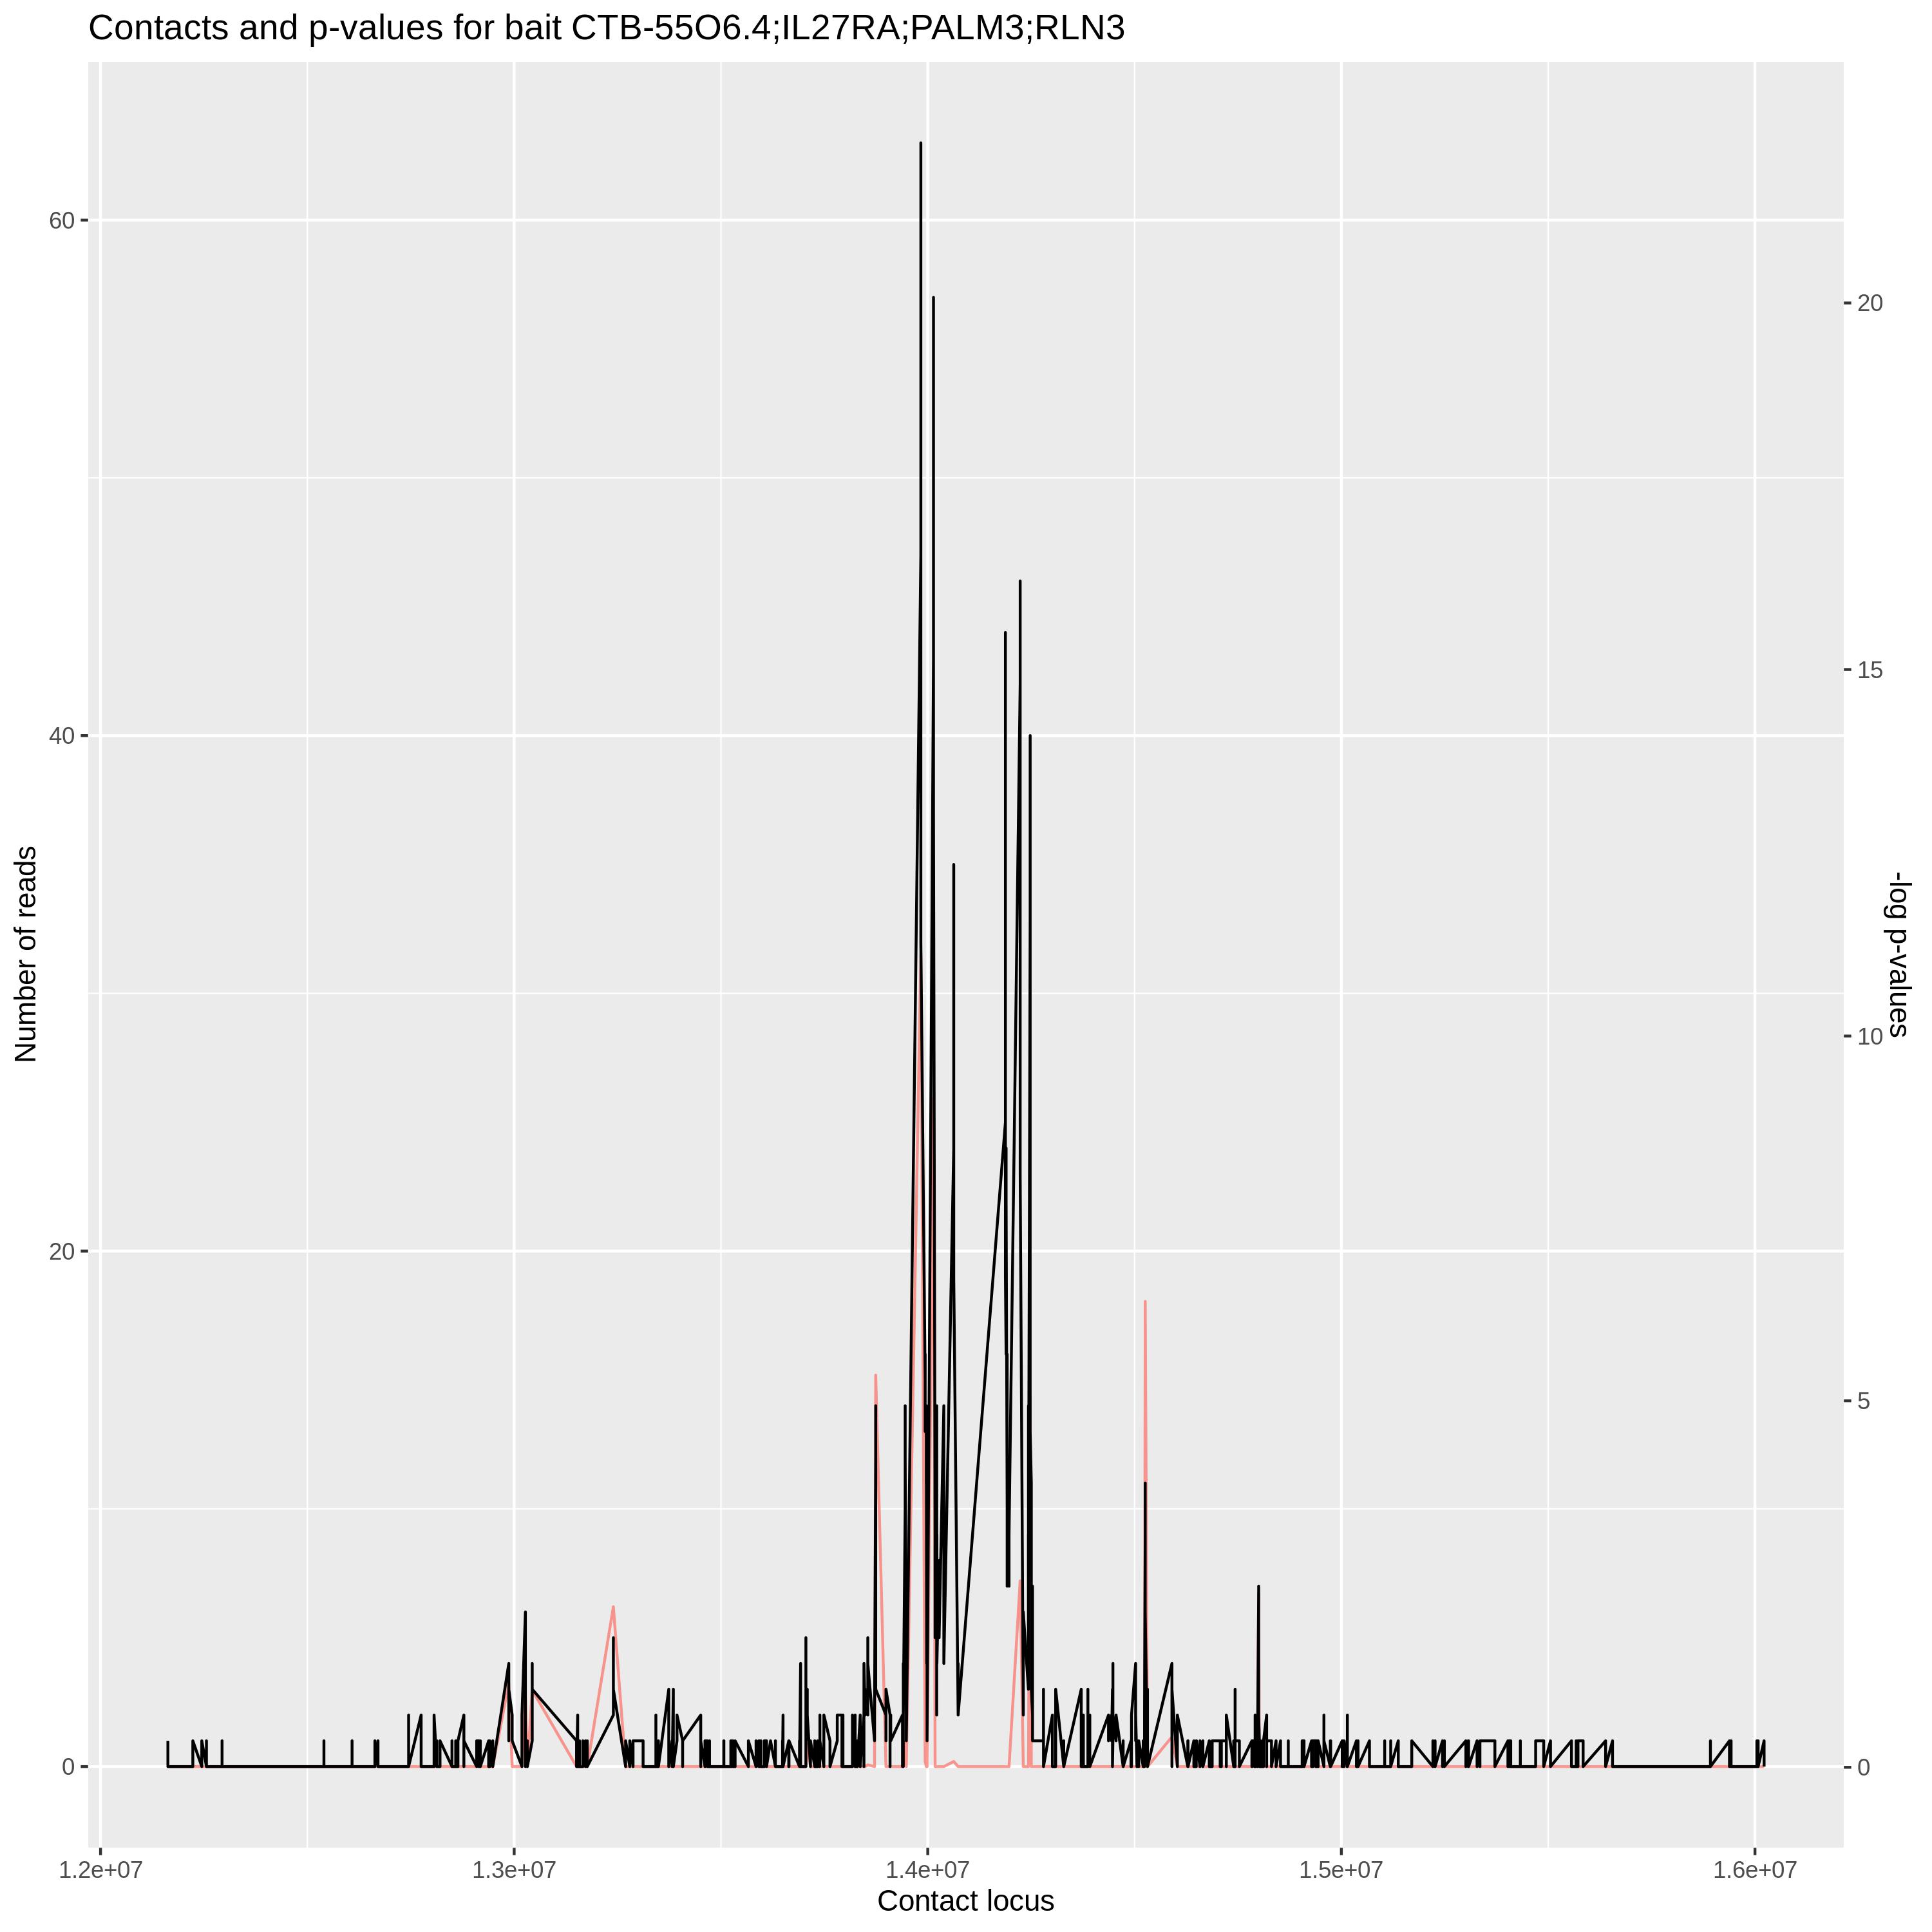 Contacts and p-values for bait CTB-55O6.4;IL27RA;PALM3;RLN3
60
40
20
0
Number of reads
20
15
10
5
0
-log p-values
1.2e+07 1.3e+07 1.4e+07 1.5e+07 1.6e+07
Contact locus